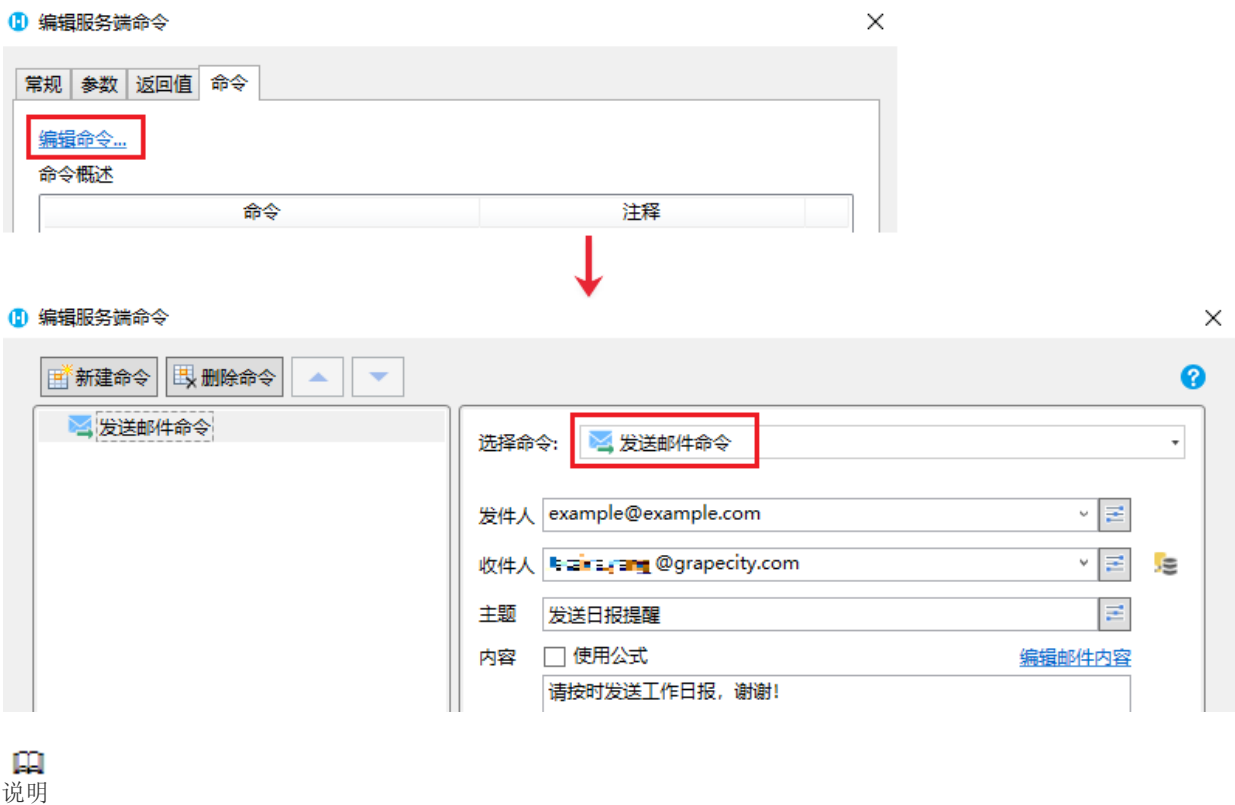 编辑服务端命令
常规 参数 返回值 命令
编辑命令...
命令概述
命令 注释
编辑服务端命令
新建命令 删除命令
发送邮件命令
选择命令: 发送邮件命令
发件人 example@example.com
收件人 @grapecity.com
主题 发送日报提醒
内容 使用公式 编辑邮件内容
请按时发送工作日报，谢谢!
说明